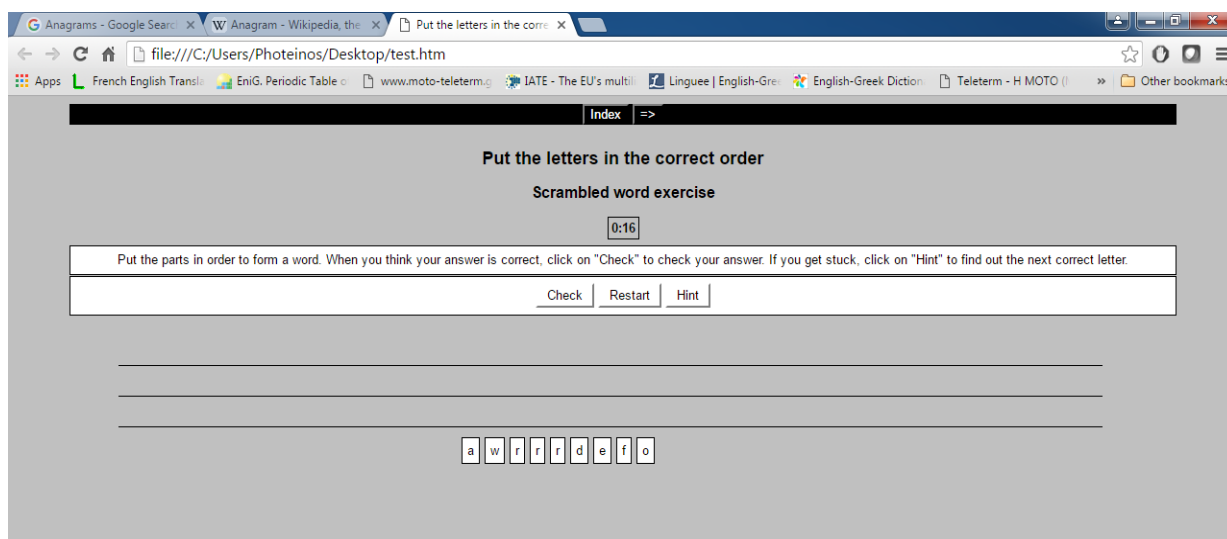 Anagrams - Google Searc
Anagram - Wikipedia, the
Put the letters in the corre
file:///C:/Users/Photeinos/Desktop/test.htm
Apps French English Transla EniG. Periodic Table o www.moto-teleterm.g IATE - The EU's multili Linguee | English-Gree English-Greek Diction Teleterm - H MOTO ( » Other bookmarks
Index =>
Put the letters in the correct order
Scrambled word exercise
0:16
Put the parts in order to form a word. When you think your answer is correct, click on "Check" to check your answer. If you get stuck, click on "Hint" to find out the next correct letter.
Check Restart Hint
a w r r r d e f o